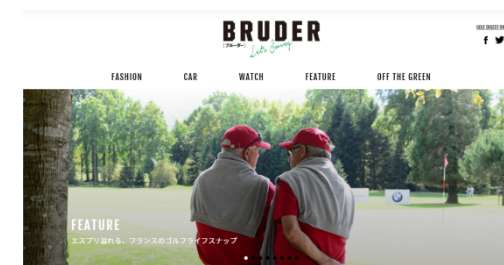 BRUDER
[ブルーダー]
Let's Journey
FASHION
CAR
WATCH
FEATURE
OFF THE GREEN
FEATURE
エスプリ溢れる、フランスのゴルフライフスナップ